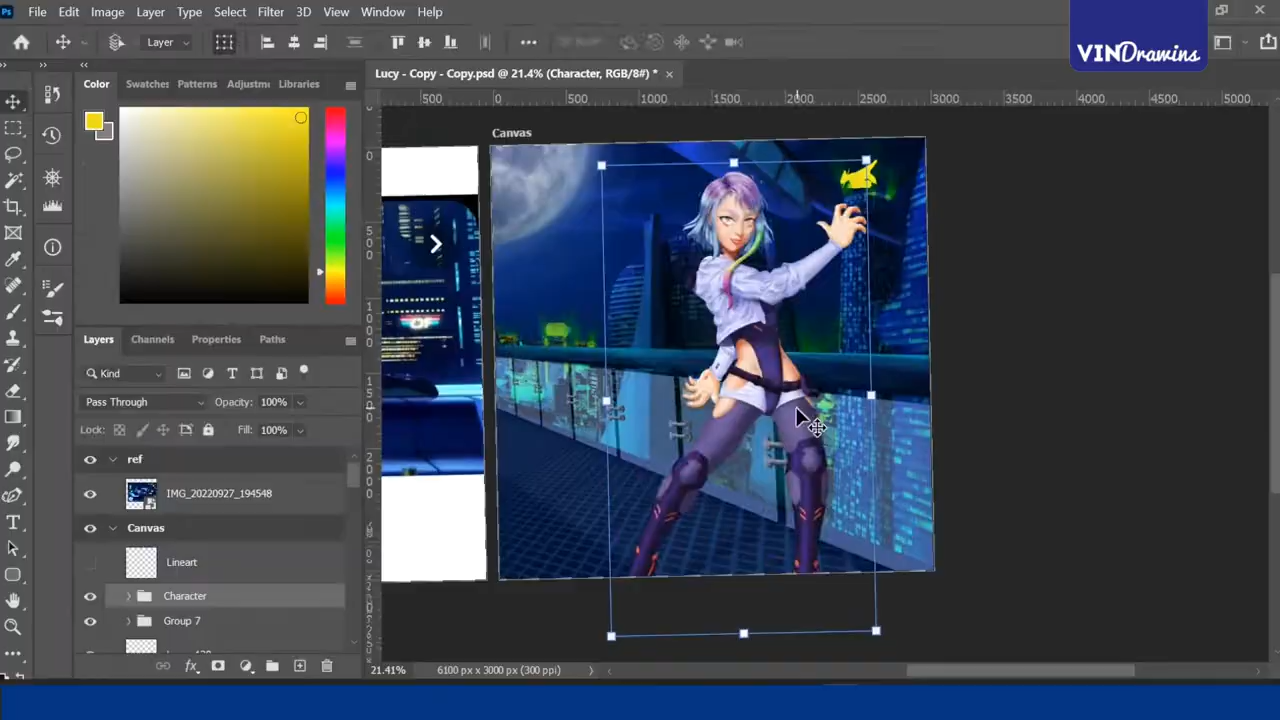 Ps File Edit Image Layer Type Select Filter 3D View Window Help
VINDrawins
Layer
Lucy - Copy - Copy.psd @ 21.4% (Character, RGB/8#) *
Color Swatches Patterns Adjustm Libraries
500 0 500 1000 1500 2000 2500 3000 3500 4000 4500 5000
Canvas
Layers Channels Properties Paths
Kind
Pass Through Opacity: 100%
Lock: Fill: 100%
ref
IMG_20220927_194548
Canvas
Lineart
Character
Group 7
fx
21.41% 6100 px x 3000 px (300 ppi)